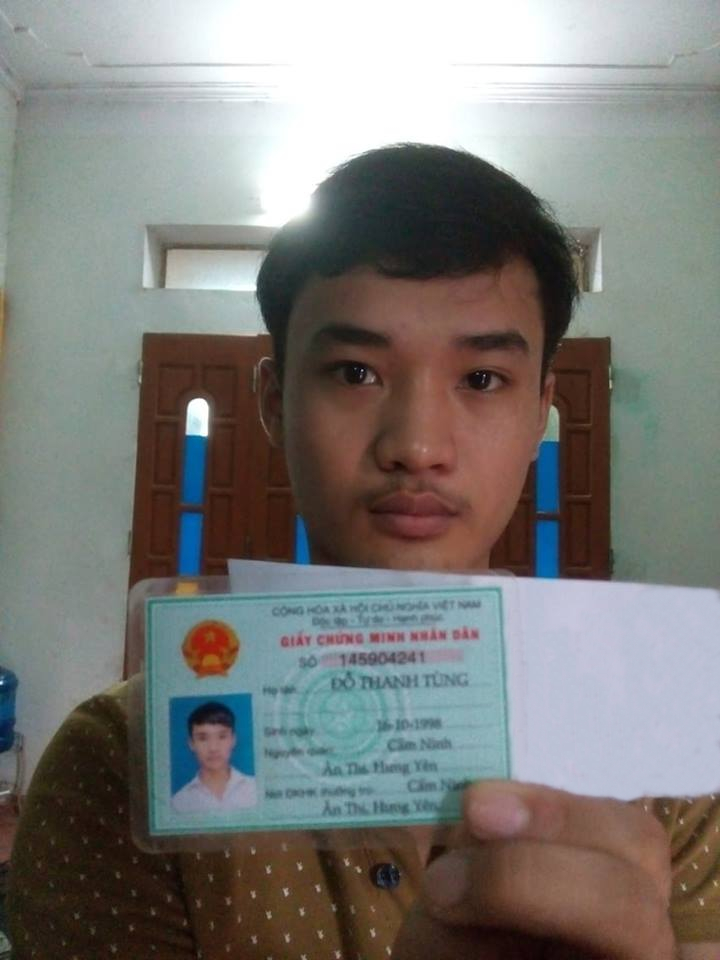 CỘNG HÒA XÃ HỘI CHỦ NGHĨA VIỆT NAM
Độc lập - Tự do - Hạnh phúc
GIẤY CHỨNG MINH NHÂN DÂN
SỐ 145904241
Họ tên ĐỖ THANH TÙNG
Sinh ngày 16-10-1998
Nguyên quán Cẩm Ninh
Ân Thi, Hưng Yên
Nơi ĐKHK thường trú Cẩm Ninh
Ân Thi, Hưng Yên